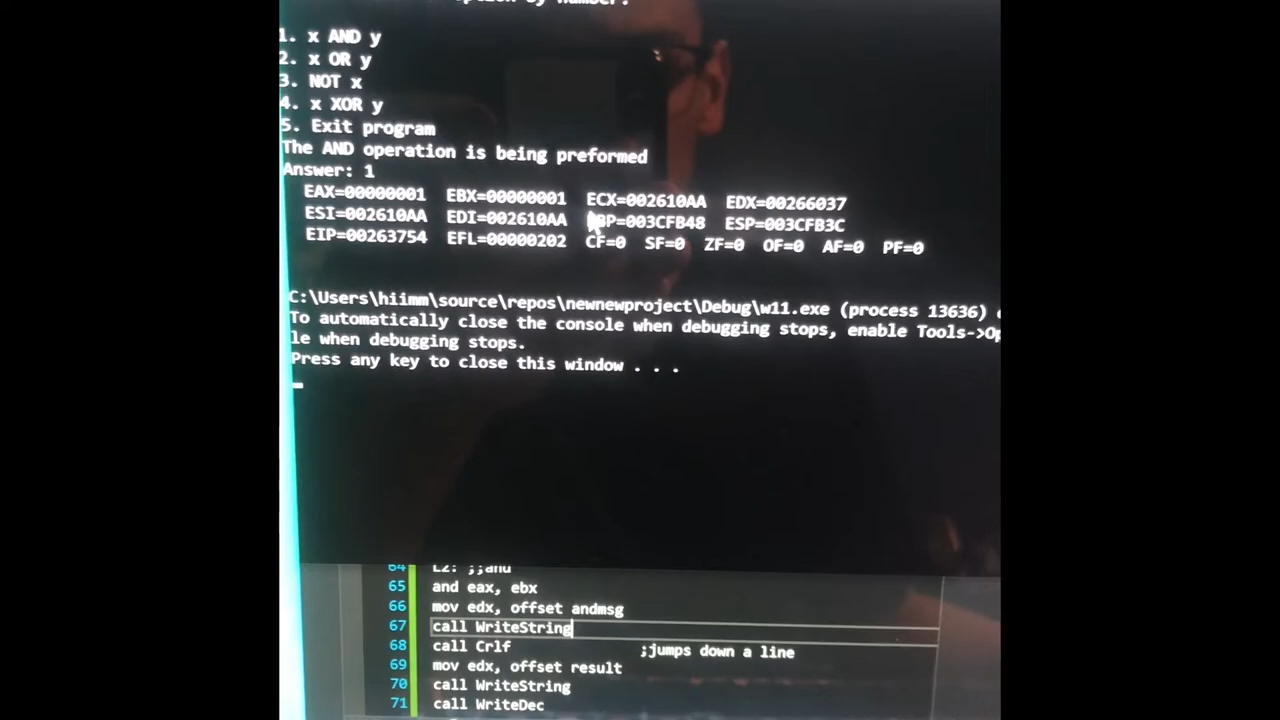 option by number:
1. x AND y
2. x OR y
3. NOT x
4. x XOR y
5. Exit program
The AND operation is being preformed
Answer: 1
EAX=00000001 EBX=00000001 ECX=002610AA EDX=00266037
ESI=002610AA EDI=002610AA BP=003CFB48 ESP=003CFB3C
EIP=00263754 EFL=00000202 CF=0 SF=0 ZF=0 OF=0 AF=0 PF=0
C:\Users\hiimm\source\repos\newnewproject\Debug\w11.exe (process 13636)
To automatically close the console when debugging stops, enable Tools->Op
le when debugging stops.
Press any key to close this window . . .
64 L2: ;;and
65 and eax, ebx
66 mov edx, offset andmsg
67 call WriteString
68 call Crlf ;jumps down a line
69 mov edx, offset result
70 call WriteString
71 call WriteDec